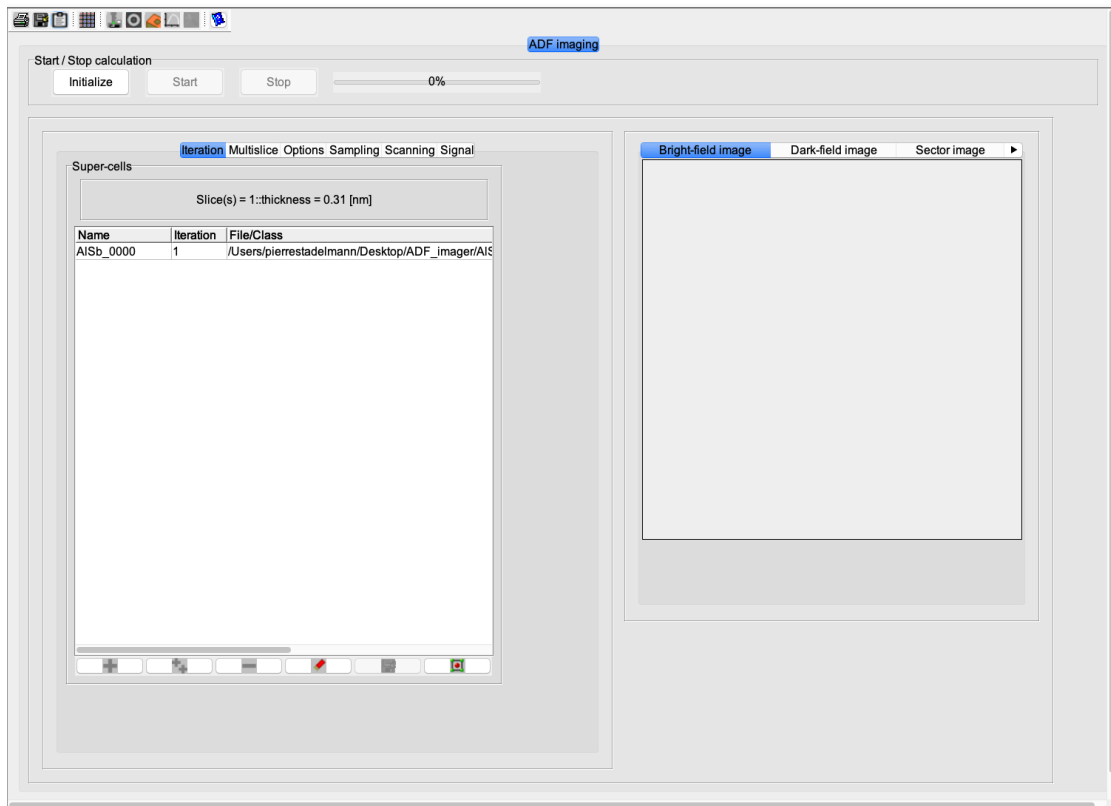 ADF imaging
Start / Stop calculation
Initialize Start Stop 0%
Iteration Multislice Options Sampling Scanning Signal
Super-cells
Slice(s) = 1::thickness = 0.31 [nm]
Name Iteration File/Class
AlSb_0000 1 /Users/pierrestadelmann/Desktop/ADF_imager/AlS
Bright-field image Dark-field image Sector image